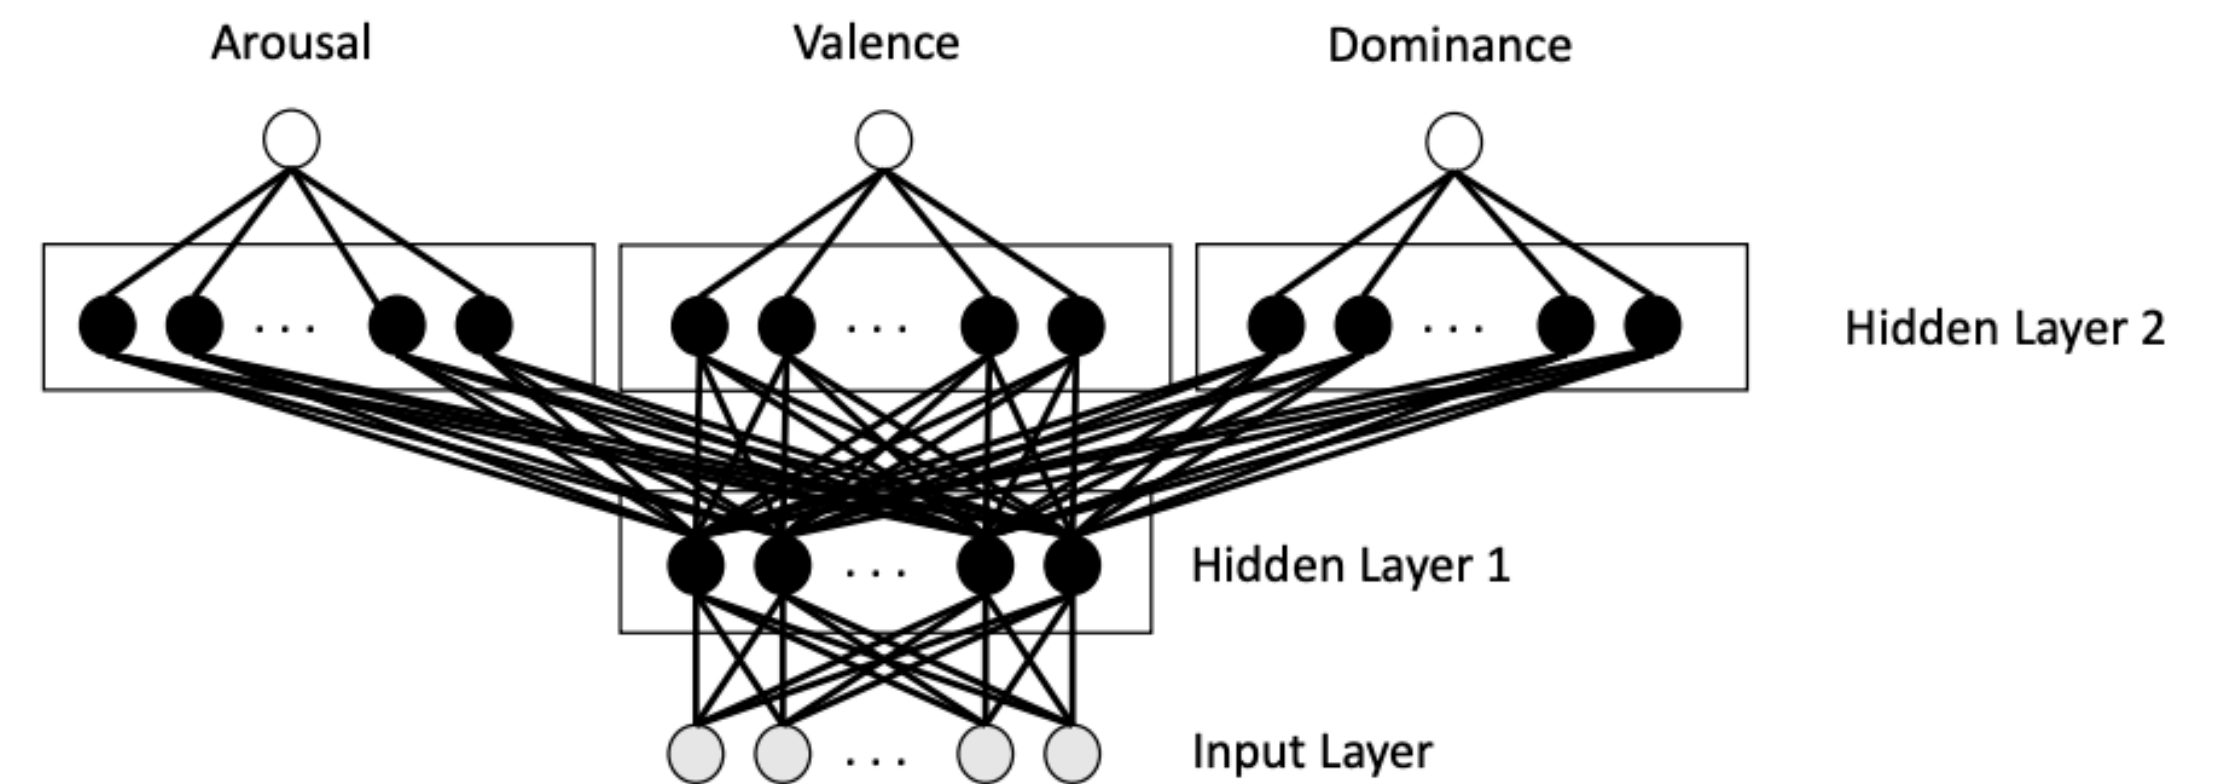 Arousal
Valence
Dominance
. . .
. . .
. . .
Hidden Layer 2
. . .
Hidden Layer 1
. . .
Input Layer